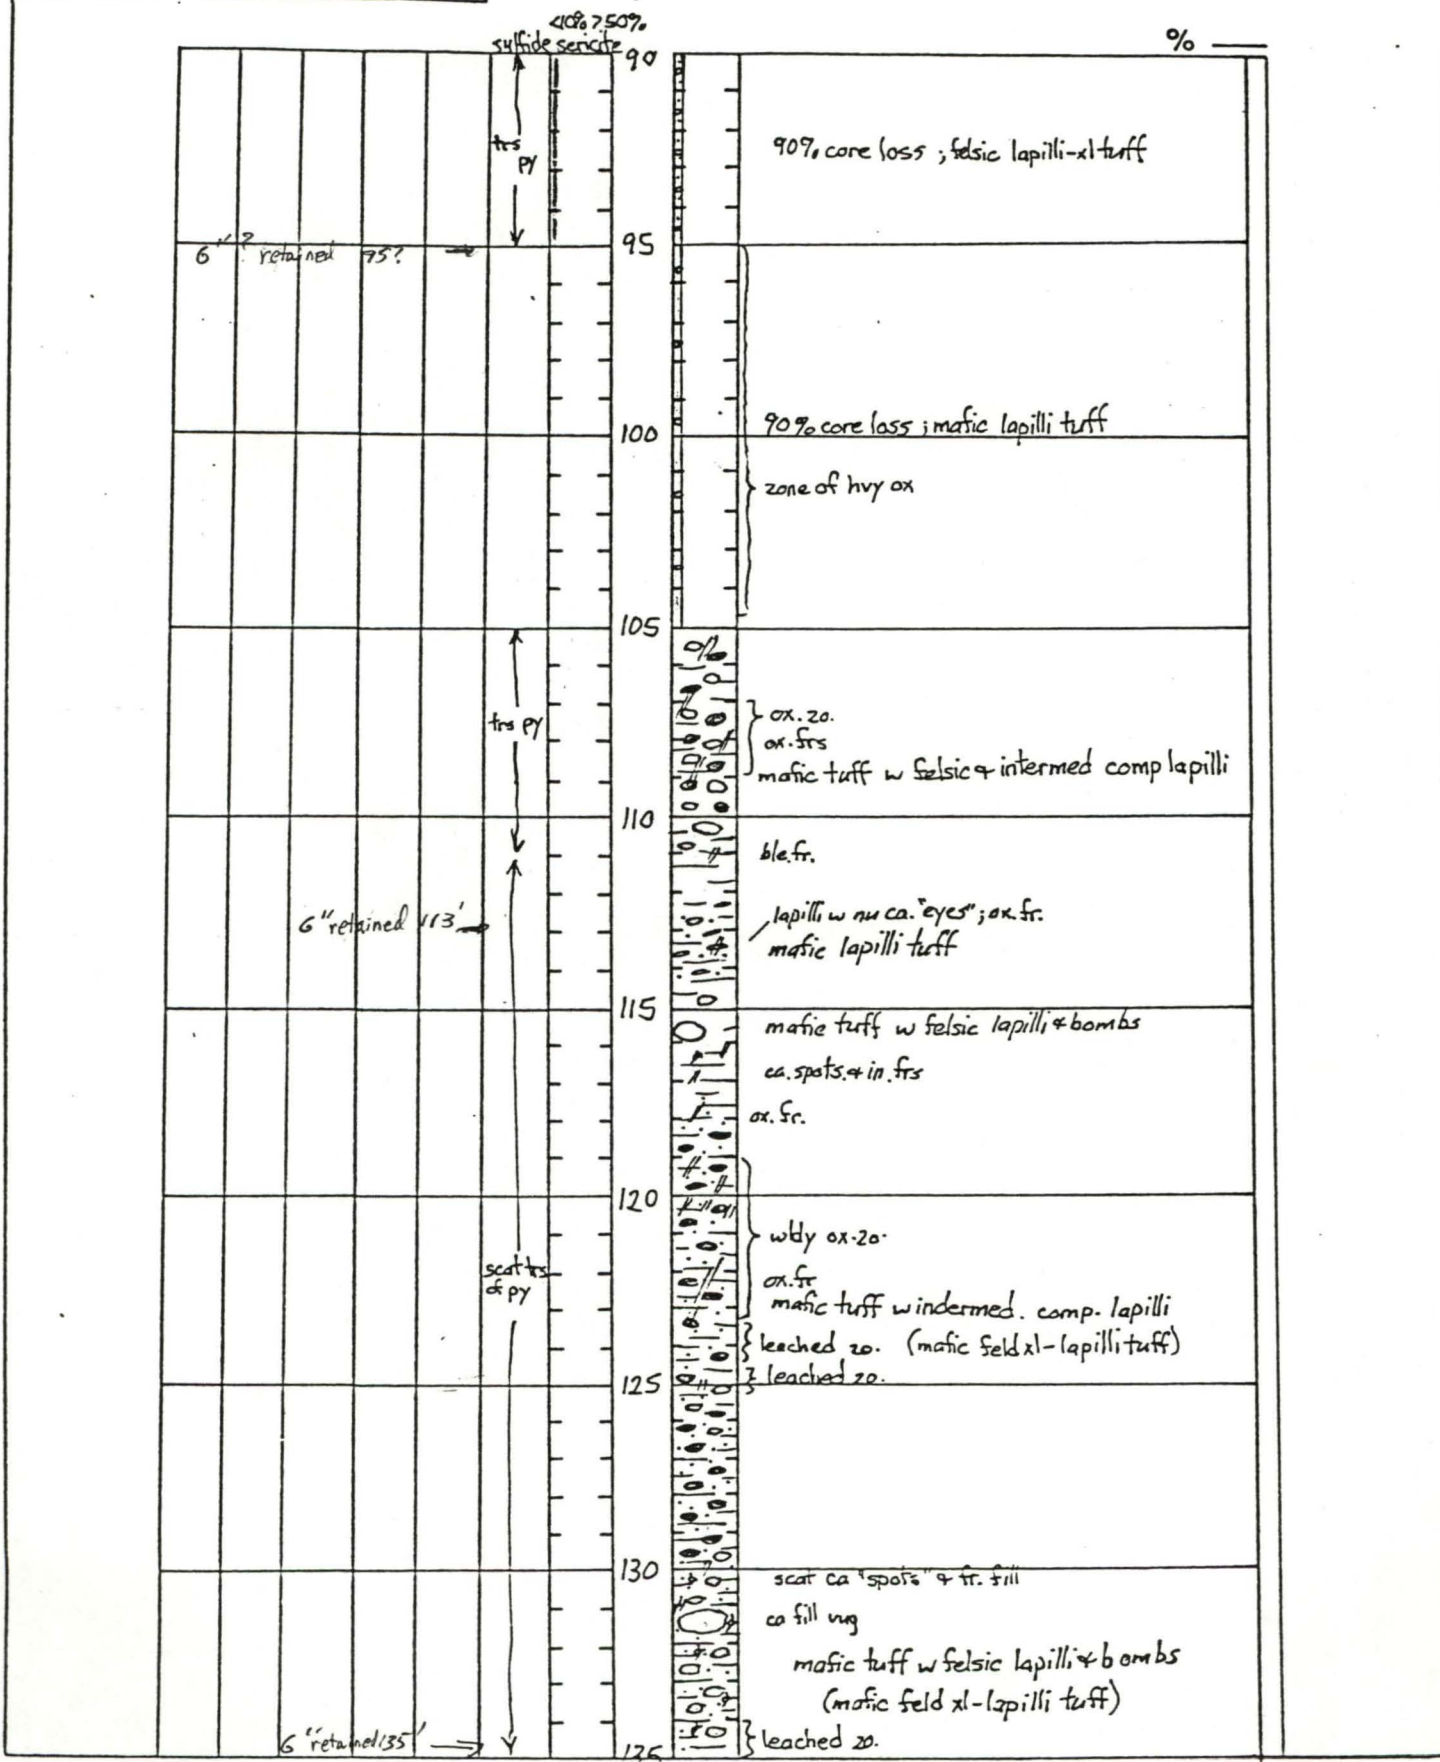 <10% >50%
sulfide sericite
% 
90
trs
py
90% core loss ; felsic lapilli-xl tuff
95
6"? retained 95?
90% core loss ; mafic lapilli tuff
100
zone of hvy ox
105
trs py
ox. zo.
ox. frs
mafic tuff w felsic & intermed comp lapilli
110
ble. fr.
6" retained 113'
lapilli w nu ca. "eyes" ; ox. fr.
mafic lapilli tuff
115
mafic tuff w felsic lapilli & bombs
ca. spots. & in. frs
ox. fr.
120
wkly ox. zo.
scat trs
of py
ox. fr
mafic tuff w indermed. comp. lapilli
leached zo. (mafic feld xl-lapilli tuff)
leached zo.
125
130
scat ca "spots" & fr. fill
ca fill vug
mafic tuff w felsic lapilli & bombs
(mafic feld xl-lapilli tuff)
6" retained 135'
leached zo.